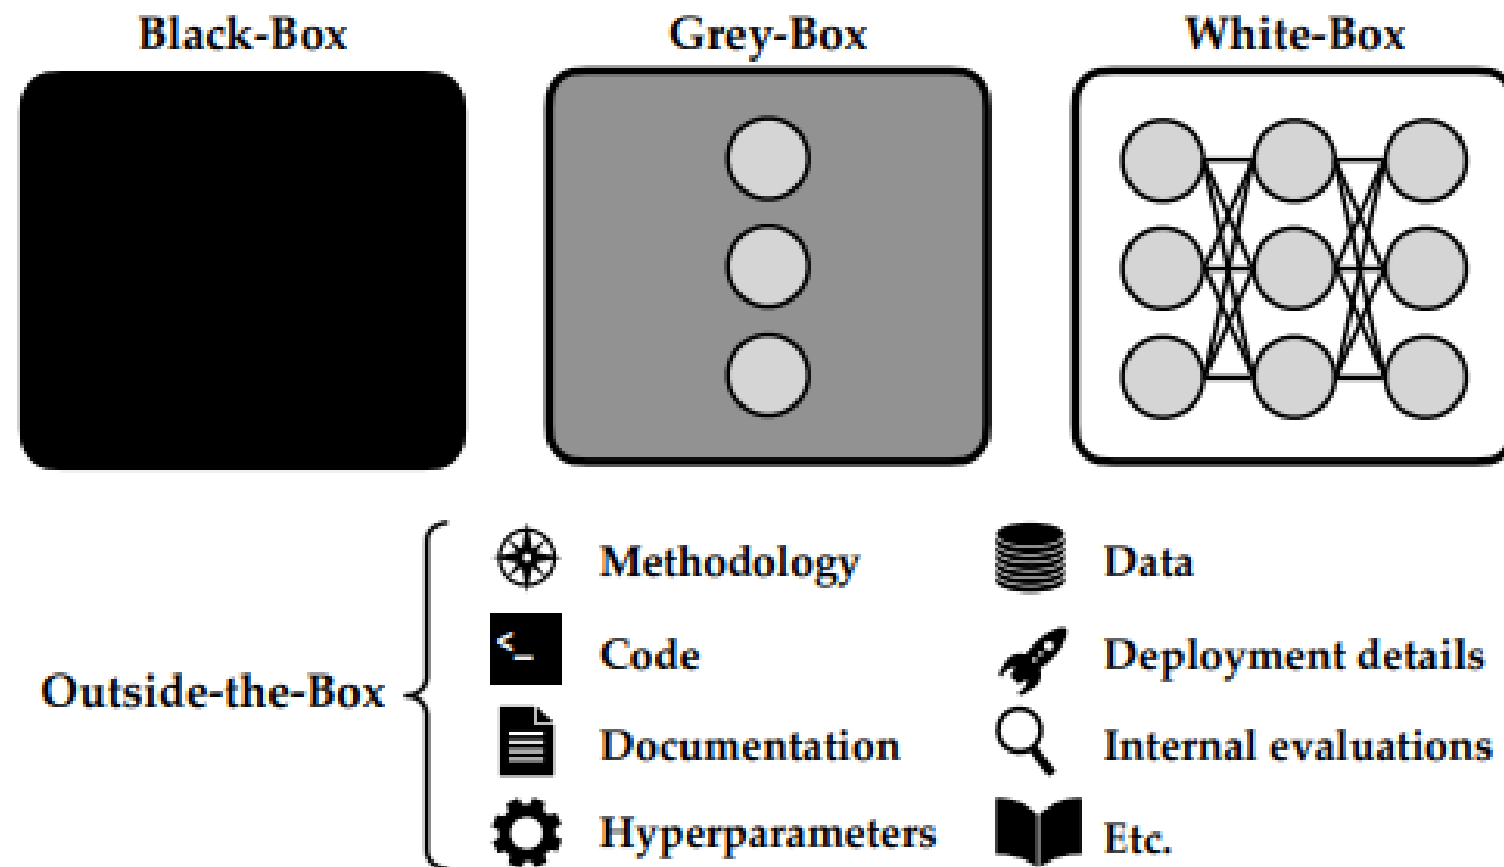 Black-Box
Grey-Box
White-Box
Outside-the-Box
Methodology
Code
<_
Documentation
Hyperparameters
Data
Deployment details
Internal evaluations
Etc.